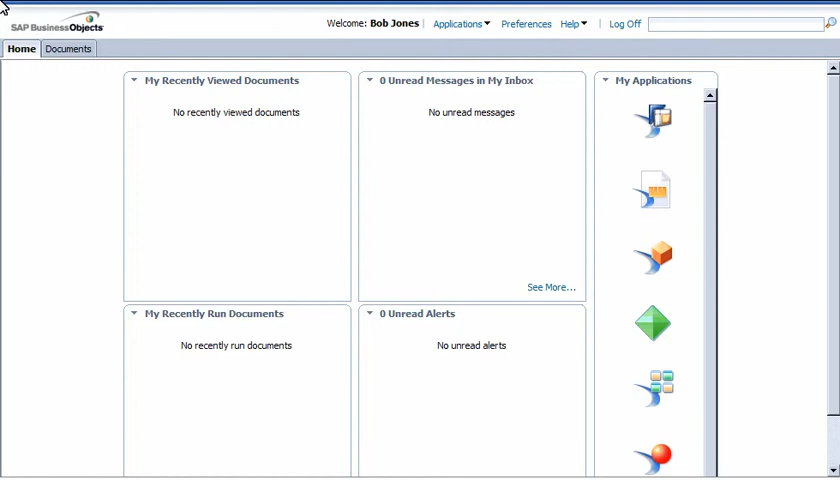 SAP BusinessObjects
Welcome: Bob Jones Applications Preferences Help Log Off
Home Documents
My Recently Viewed Documents
No recently viewed documents
0 Unread Messages in My Inbox
No unread messages
See More...
My Applications
My Recently Run Documents
No recently run documents
0 Unread Alerts
No unread alerts